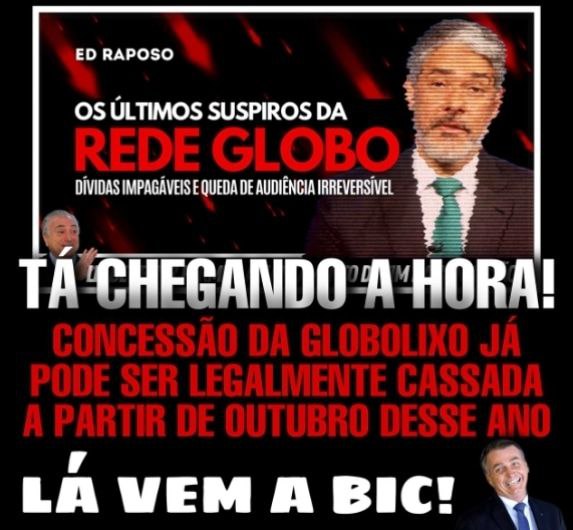 ED RAPOSO
OS ÚLTIMOS SUSPIROS DA
REDE GLOBO
DÍVIDAS IMPAGÁVEIS E QUEDA DE AUDIÊNCIA IRREVERSÍVEL
TÁ CHEGANDO A HORA!
CONCESSÃO DA GLOBOLIXO JÁ
PODE SER LEGALMENTE CASSADA
A PARTIR DE OUTUBRO DESSE ANO
LÁ VEM A BIC!